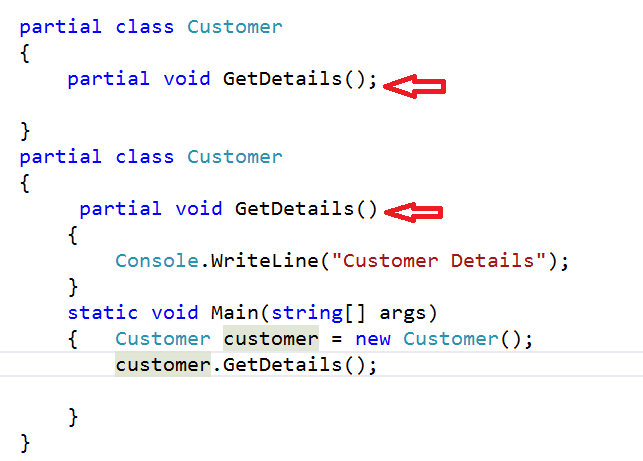 partial class Customer
{
partial void GetDetails();
}
partial class Customer
{
partial void GetDetails()
{
Console.WriteLine("Customer Details");
}
static void Main(string[] args)
{   Customer customer = new Customer();
customer.GetDetails();
}
}